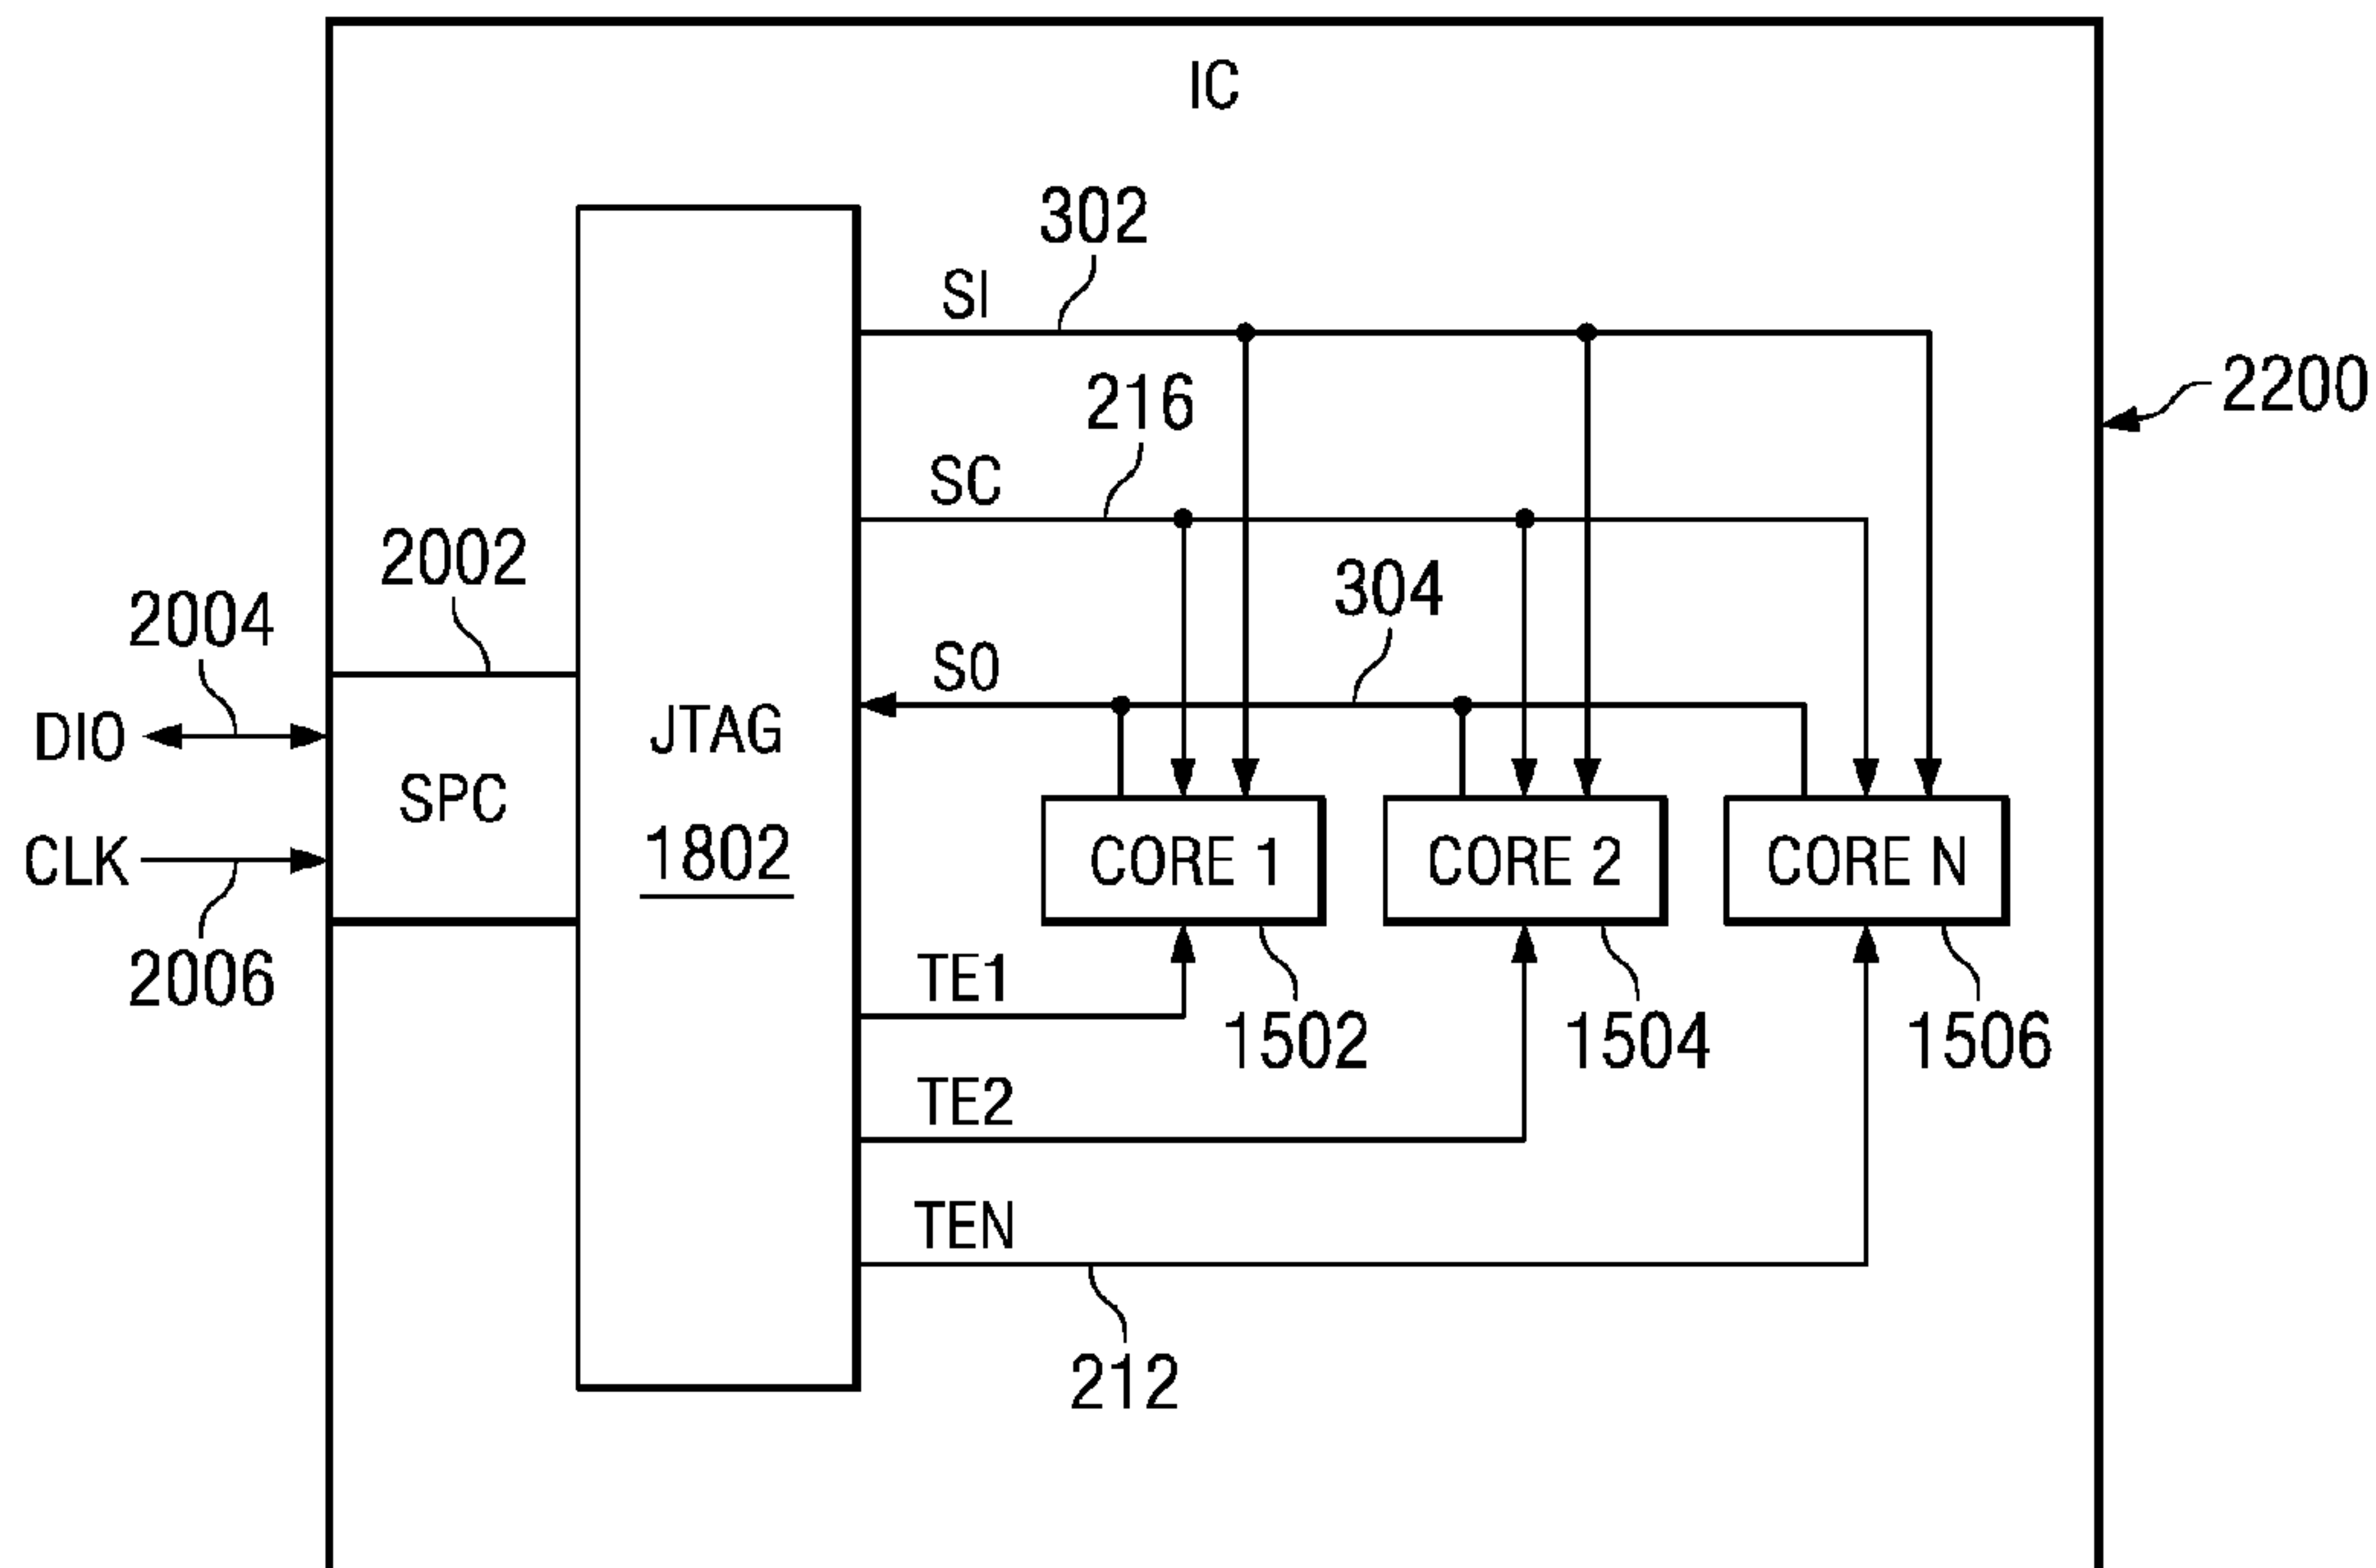 IC
302
SI
2200
216
SC
2002
304
2004
SO
DIO
JTAG
SPC
1802
CLK
CORE 1
CORE 2
CORE N
2006
TE1
1502
1504
1506
TE2
TEN
212